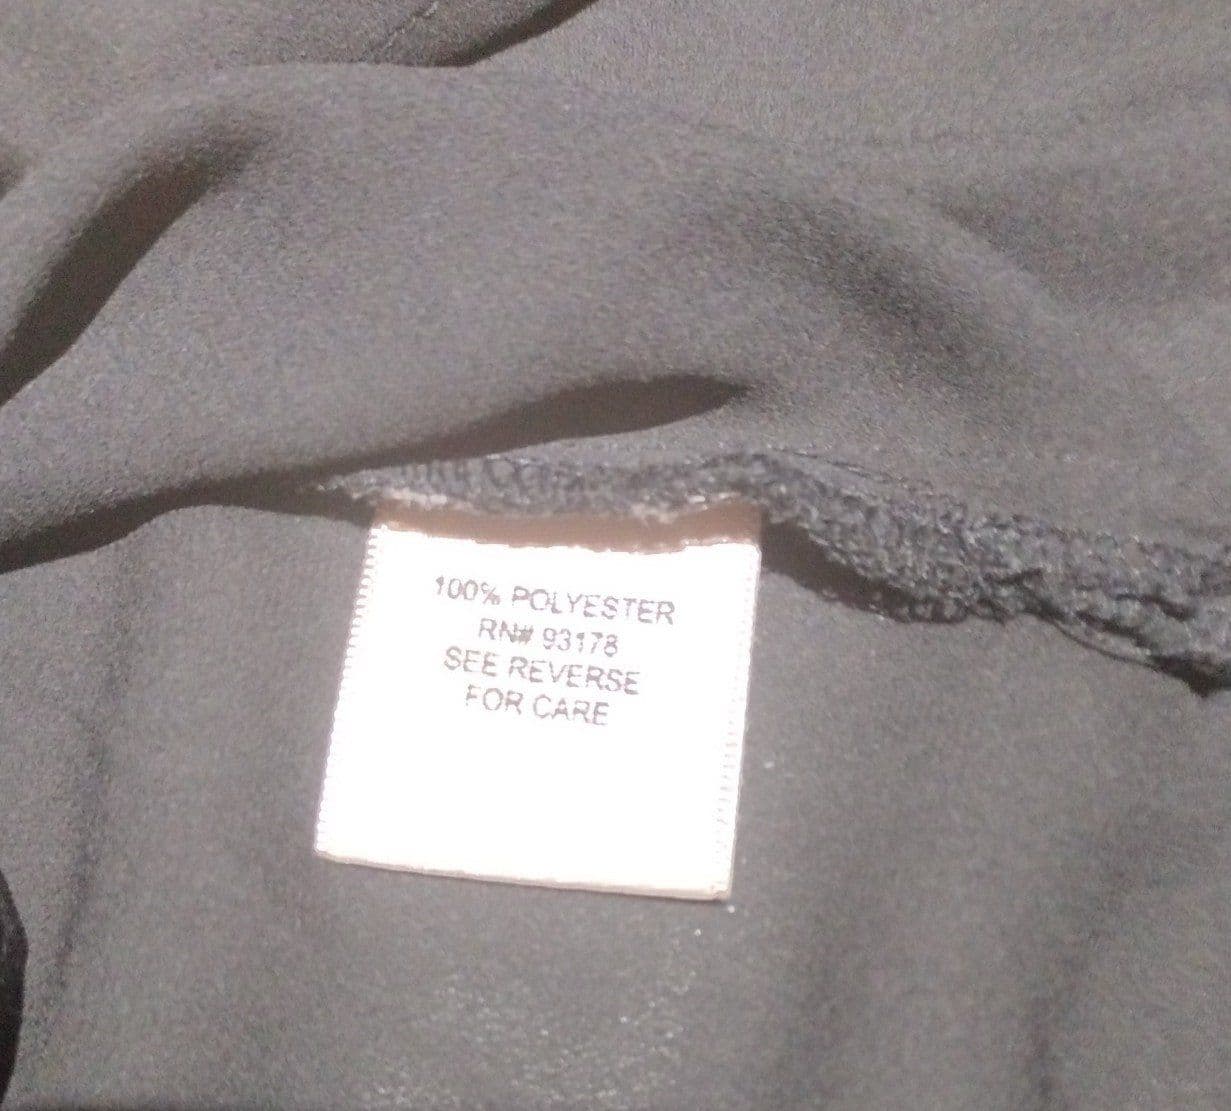 100% POLYESTER
RN# 93178
SEE REVERSE
FOR CARE